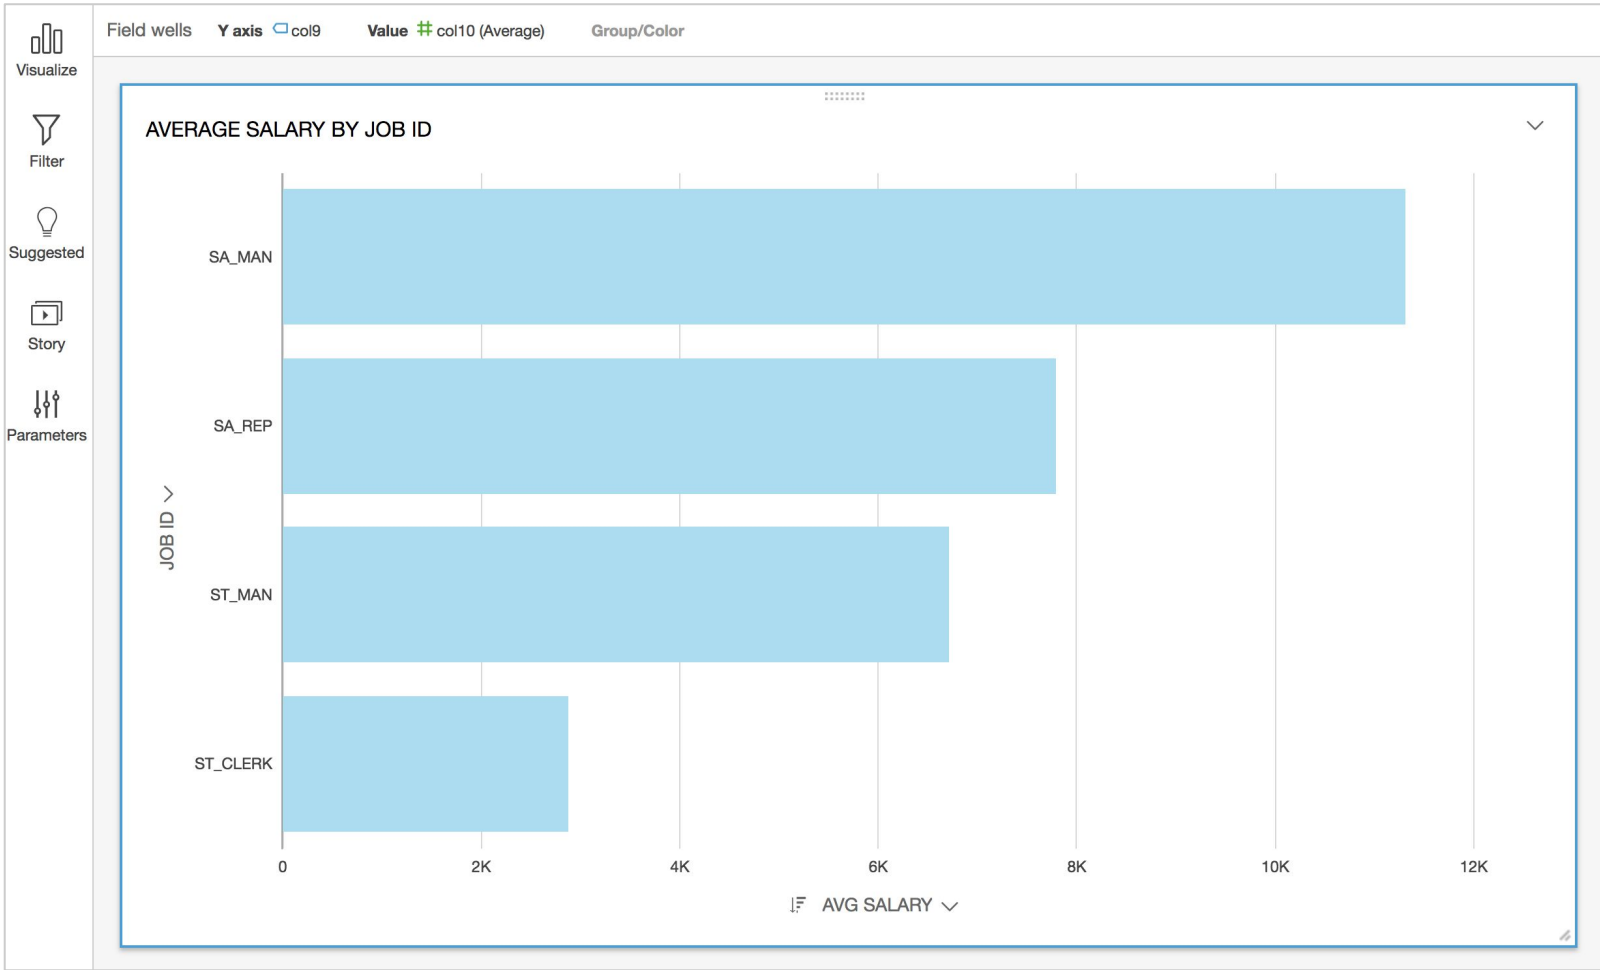 Field wells Y axis col9 Value # col10 (Average) Group/Color
Visualize
Filter
Suggested
Story
Parameters
AVERAGE SALARY BY JOB ID
JOB ID
SA_MAN
SA_REP
ST_MAN
ST_CLERK
0 2K 4K 6K 8K 10K 12K
AVG SALARY